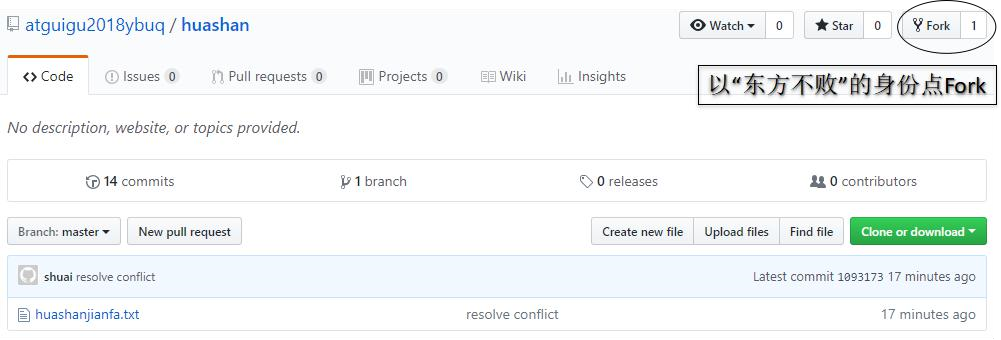 atguigu2018ybuq / huashan
Watch 0 Star 0 Fork 1
Code Issues 0 Pull requests 0 Projects 0 Wiki Insights
以“东方不败”的身份点Fork
No description, website, or topics provided.
14 commits 1 branch 0 releases 0 contributors
Branch: master New pull request Create new file Upload files Find file Clone or download
shuai resolve conflict Latest commit 1093173 17 minutes ago
huashanjianfa.txt resolve conflict 17 minutes ago